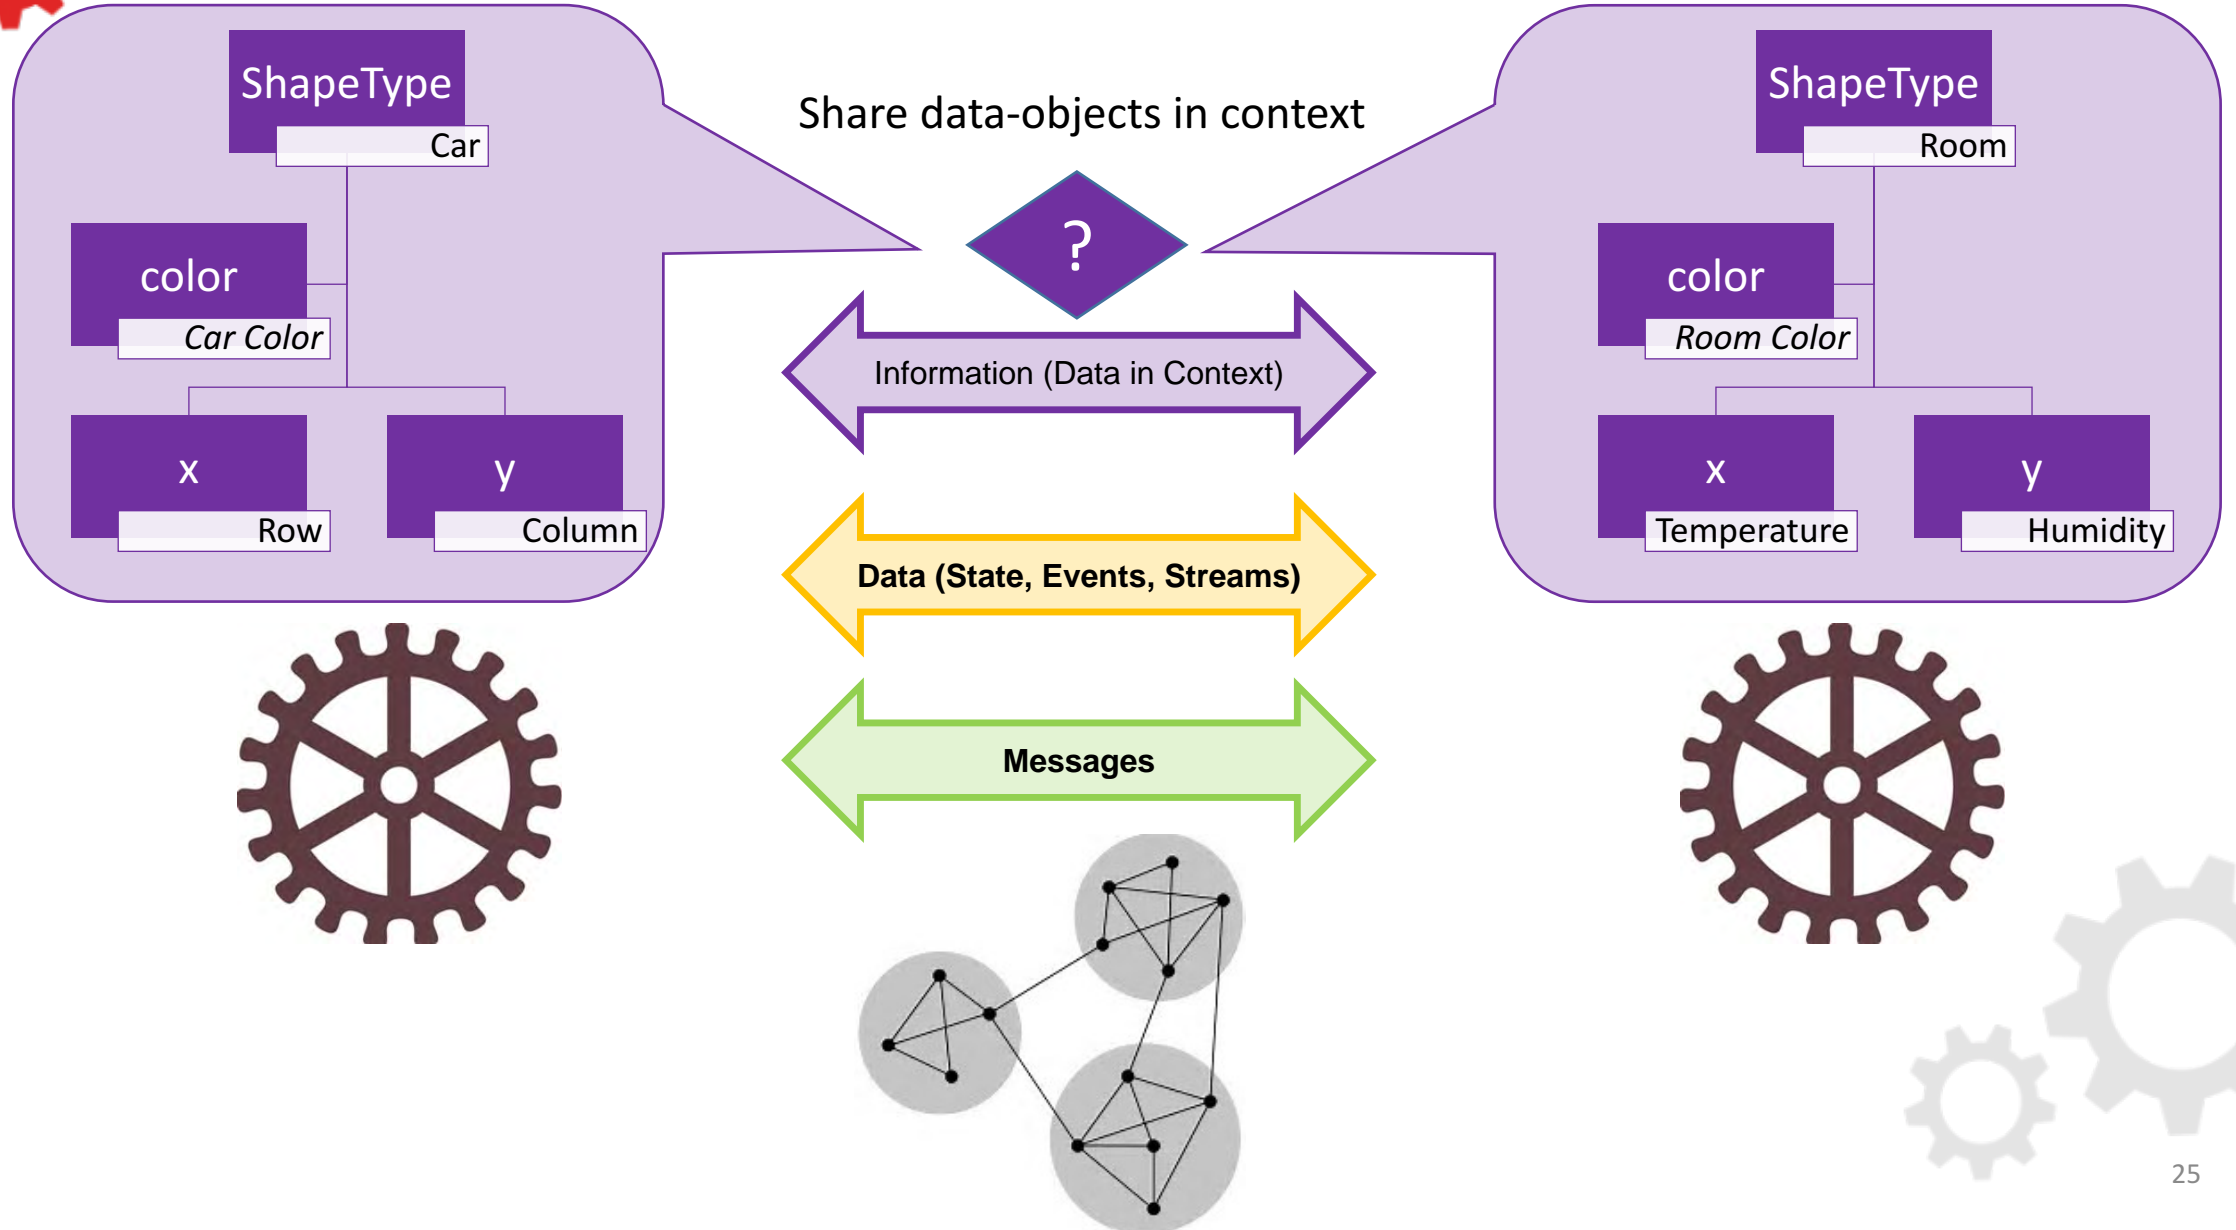 ShapeType
Car
color
Car Color
x
Row
y
Column
Share data-objects in context
?
Information (Data in Context)
Data (State, Events, Streams)
Messages
ShapeType
Room
color
Room Color
x
Temperature
y
Humidity
25